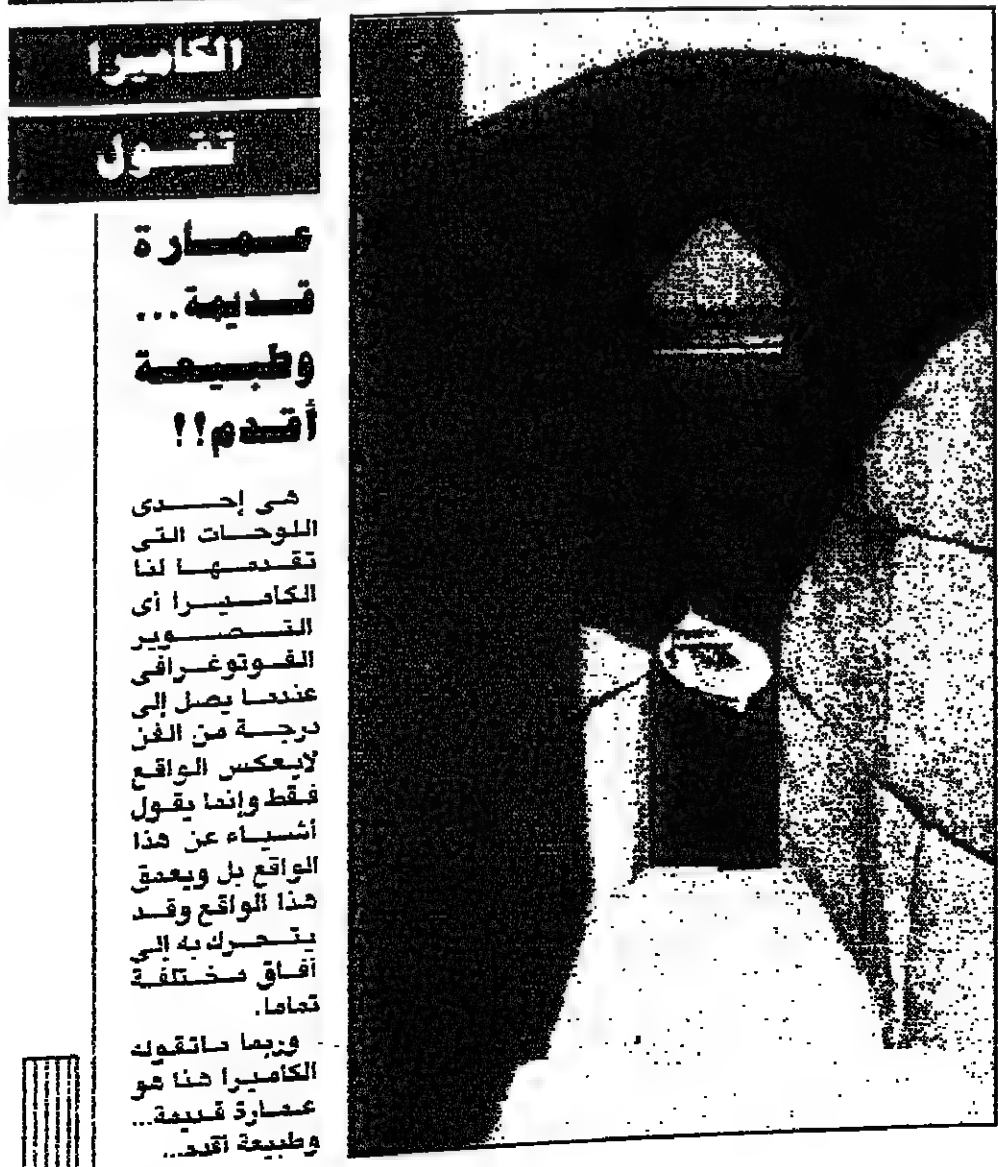 الكاميرا
تقول
عمارة
قديمة...
وطبيعة
أقدم!!
هى إحدى
اللوحات التى
تقدمها لنا
الكاميرا أى
التصوير
الفوتوغرافى
عندما يصل إلى
درجة من الفن
لايعكس الواقع
فقط وإنما يقول
أشياء عن هذا
الواقع بل ويعمق
هذا الواقع وقد
يتحرك به إلى
آفاق مختلفة
تماما.
وربما ماتقوله
الكاميرا هنا هو
عمارة قديمة...
وطبيعة أقدم...